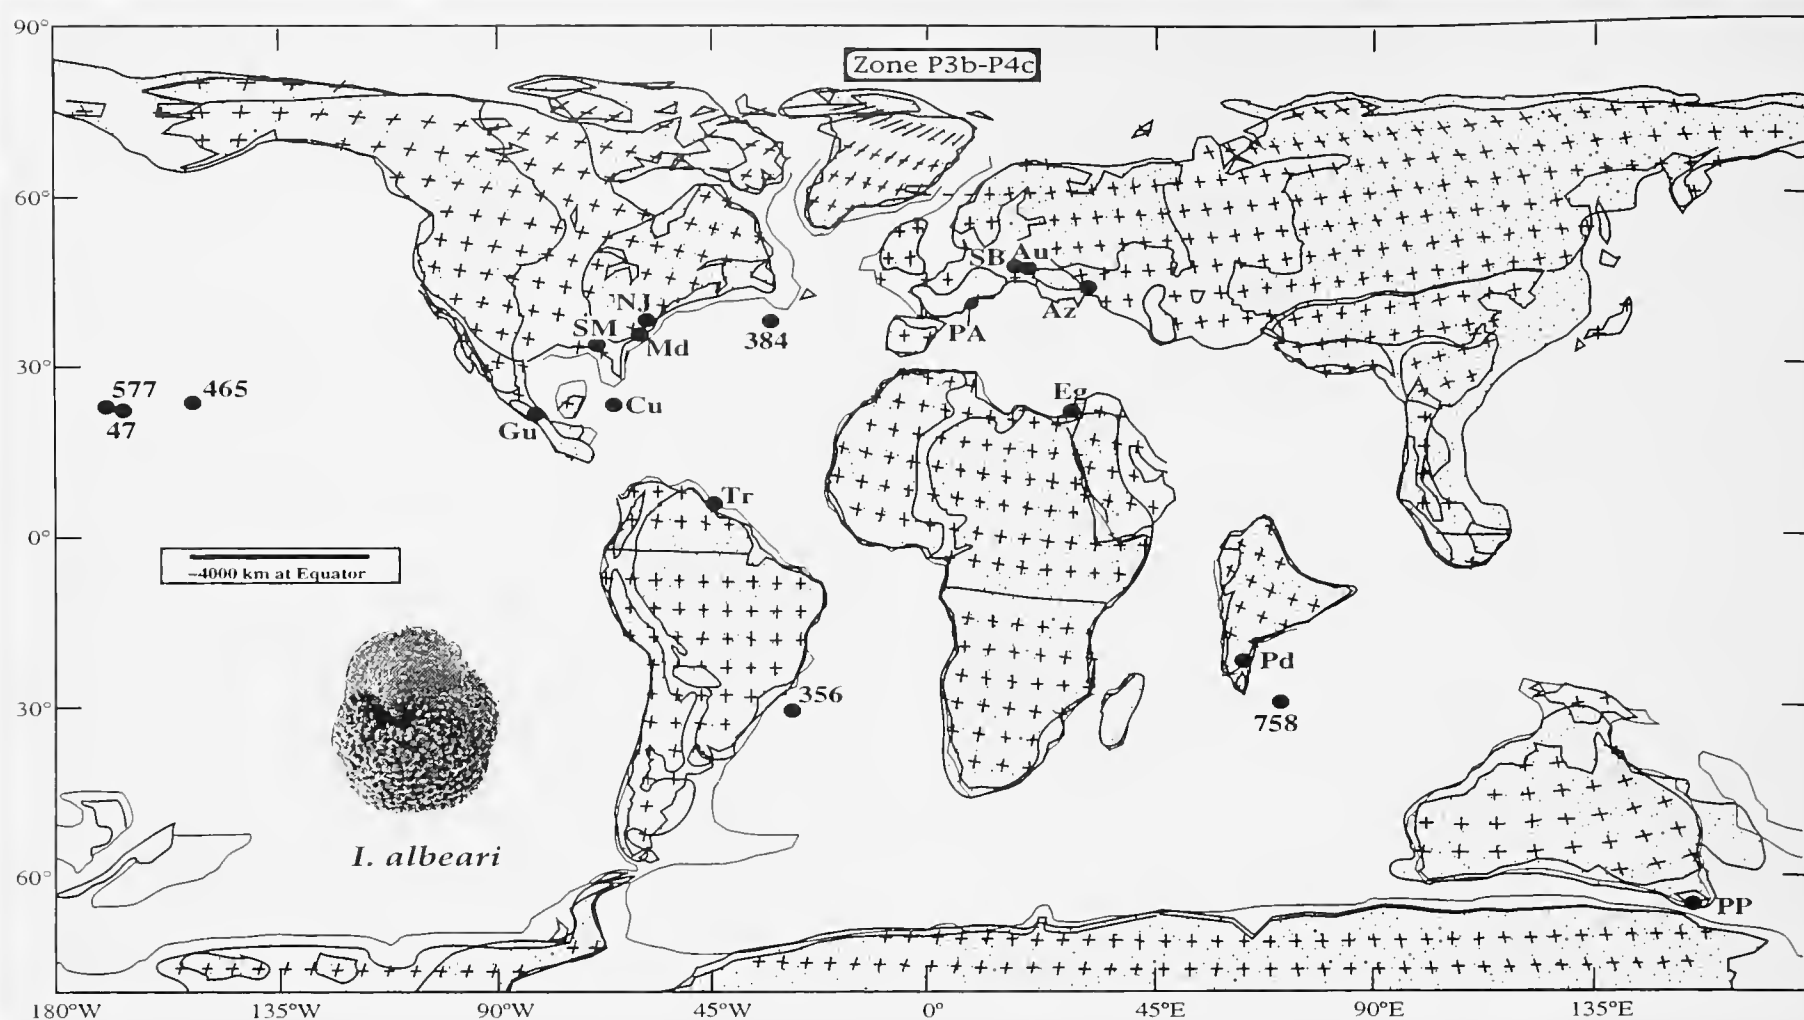 90°
Zone P3b-P4c
60°
SB Au
NJ
Az
SM
PA
Md
384
30°
577
465
Eg
Cu
47
Gu
Tr
0°
~4000 km at Equator
Pd
356
30°
758
I. albeari
60°
PP
180°W
135°W
90°W
45°W
0°
45°E
90°E
135°E